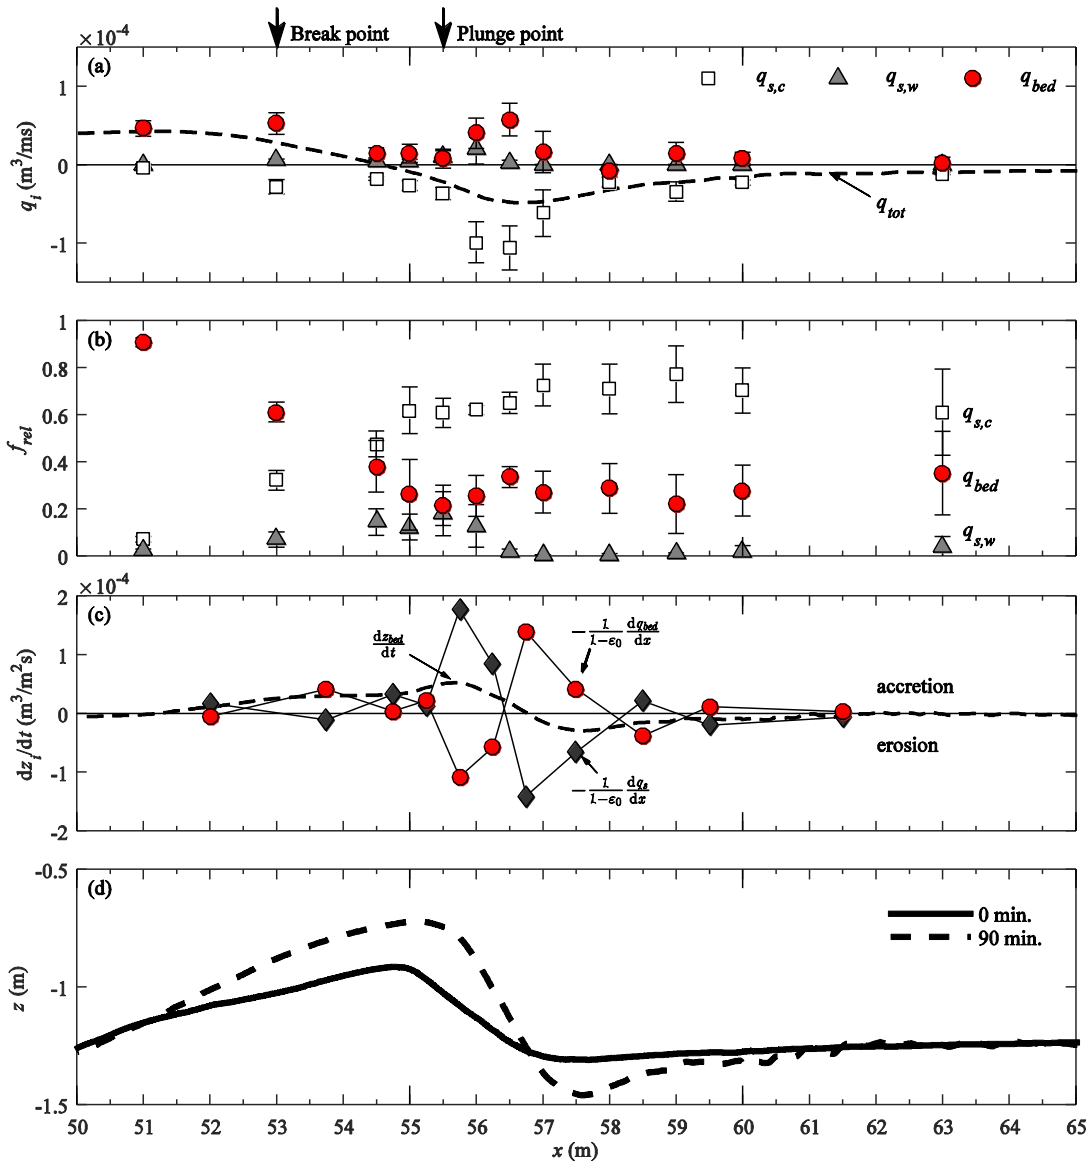 Break point Plunge point
×10⁻⁴
(a)
q_{s,c} q_{s,w} q_{bed}
1
0
-1
q_i (m³/ms)
q_{tot}
(b)
1
0.8
0.6
0.4
0.2
0
f_{rel}
q_{s,c}
q_{bed}
q_{s,w}
×10⁻⁴
(c)
2
1
0
-1
-2
dz_i/dt (m³/m²s)
dz_{bed}/dt
-1/(1-ε₀) dq_{bed}/dx
accretion
erosion
-1/(1-ε₀) dq_s/dx
(d)
-0.5
-1
-1.5
z (m)
0 min.
90 min.
50 51 52 53 54 55 56 57 58 59 60 61 62 63 64 65
x (m)